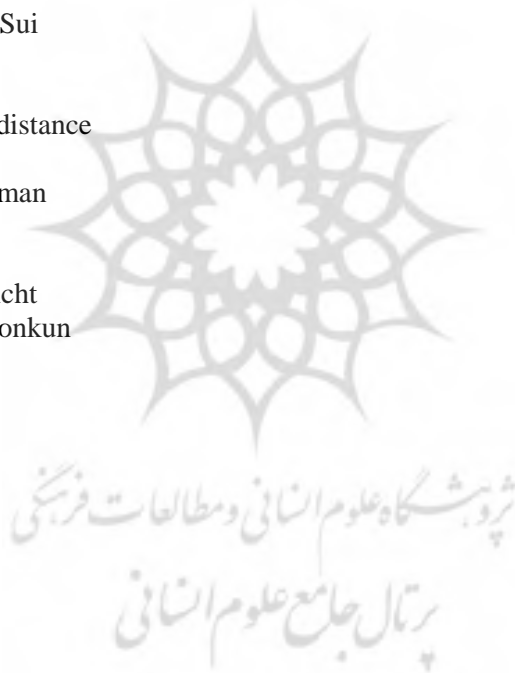 Sui
distance
man
cht
onkun
پژوهشگاه علوم انسانی و مطالعات فرهنگی
پرتال جامع علوم انسانی